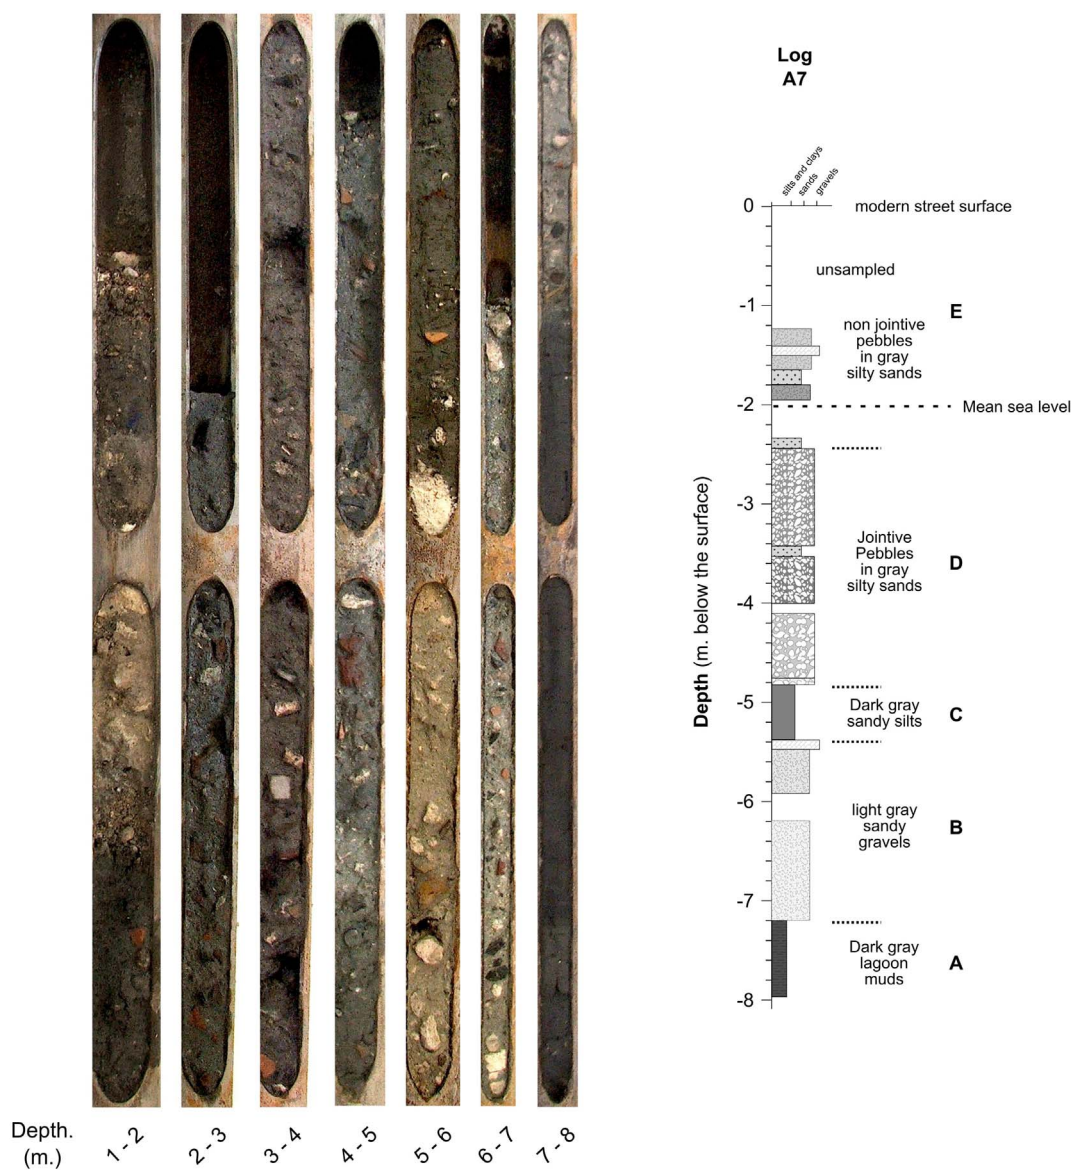 Log
A7
silts and clays
sands
gravels
0
modern street surface
unsampled
-1
E
non jointive
pebbles
in gray
silty sands
-2
Mean sea level
-3
Jointive
Pebbles
in gray
silty sands
D
-4
-5
Dark gray
sandy silts
C
-6
light gray
sandy
gravels
B
-7
Dark gray
lagoon
muds
A
-8
Depth (m. below the surface)
Depth.
(m.)
1 - 2
2 - 3
3 - 4
4 - 5
5 - 6
6 - 7
7 - 8